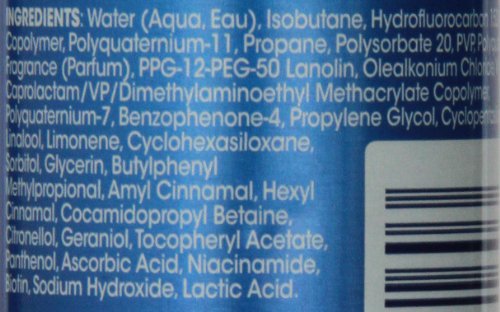 INGREDIENTS: Water (Aqua, Eau), Isobutane, Hydrofluorocarbon
Copolymer, Polyquaternium-11, Propane, Polysorbate 20, PVP,
Fragrance (Parfum), PPG-12-PEG-50 Lanolin, Olealkonium
Caprolactam/VP/Dimethylaminoethyl Methacrylate Copolymer,
Polyquaternium-7, Benzophenone-4, Propylene Glycol,
Linalool, Limonene, Cyclohexasiloxane,
Sorbitol, Glycerin, Butylphenyl
Methylpropional, Amyl Cinnamal, Hexyl
Cinnamal, Cocamidopropyl Betaine,
Citronellol, Geraniol, Tocopheryl Acetate,
Panthenol, Ascorbic Acid, Niacinamide,
Biotin, Sodium Hydroxide, Lactic Acid.